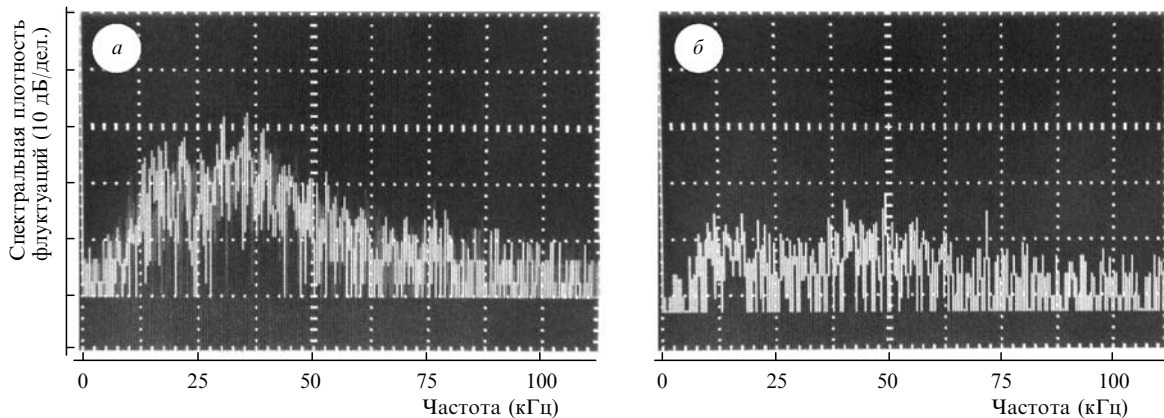 Спектральная плотность
флуктуаций (10 дБ/дел.)
а
0 25 50 75 100
Частота (кГц)
б
0 25 50 75 100
Частота (кГц)